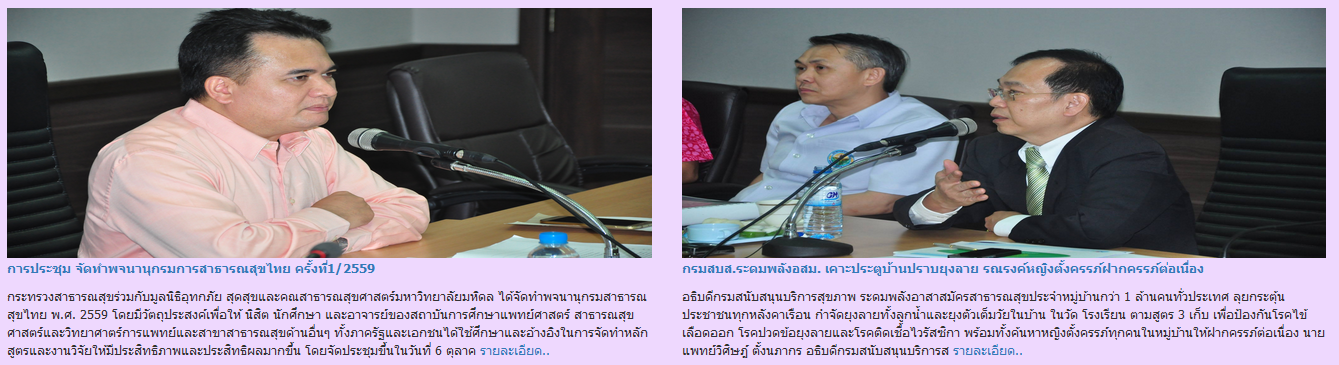 การประชุม จัดทำพจนานุกรมการสาธารณสุขไทย ครั้งที่1/2559
กระทรวงสาธารณสุขร่วมกับมูลนิธิอุทกภัย สุดสุขและคณสาธารณสุขศาสตร์มหาวิทยาลัยมหิดล ได้จัดทำพจนานุกรมสาธารณ
สุขไทย พ.ศ. 2559 โดยมีวัตถุประสงค์เพื่อให้ นิสิต นักศึกษา และอาจารย์ของสถาบันการศึกษาแพทย์ศาสตร์ สาธารณสุข
ศาสตร์และวิทยาศาตร์การแพทย์และสาขาสาธารณสุขด้านอื่นๆ ทั้งภาครัฐและเอกชนได้ใช้ศึกษาและอ้างอิงในการจัดทำหลัก
สูตรและงานวิจัยให้มีประสิทธิภาพและประสิทธิผลมากขึ้น โดยจัดประชุมขึ้นในวันที่ 6 ตุลาค รายละเอียด..
กรมสบส.ระดมพลังอสม. เคาะประตูบ้านปราบยุงลาย รณรงค์หญิงตั้งครรภ์ฝากครรภ์ต่อเนื่อง
อธิบดีกรมสนับสนุนบริการสุขภาพ ระดมพลังอาสาสมัครสาธารณสุขประจำหมู่บ้านกว่า 1 ล้านคนทั่วประเทศ ลุยกระตุ้น
ประชาชนทุกหลังคาเรือน กำจัดยุงลายทั้งลูกน้ำและยุงตัวเต็มวัยในบ้าน ในวัด โรงเรียน ตามสูตร 3 เก็บ เพื่อป้องกันโรคไข้
เลือดออก โรคปวดข้อยุงลายและโรคติดเชื้อไวรัสซีกา พร้อมทั้งค้นหาหญิงตั้งครรภ์ทุกคนในหมู่บ้านให้ฝากครรภ์ต่อเนื่อง นาย
แพทย์วิศิษฎ์ ตั้งนภากร อธิบดีกรมสนับสนุนบริการส รายละเอียด..